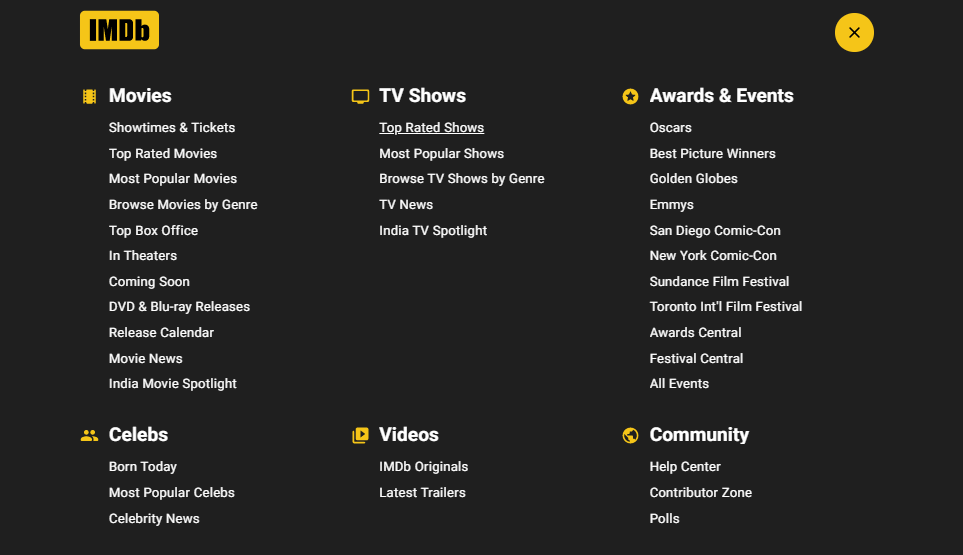 IMDb
Movies
Showtimes & Tickets
Top Rated Movies
Most Popular Movies
Browse Movies by Genre
Top Box Office
In Theaters
Coming Soon
DVD & Blu-ray Releases
Release Calendar
Movie News
India Movie Spotlight
TV Shows
Top Rated Shows
Most Popular Shows
Browse TV Shows by Genre
TV News
India TV Spotlight
Awards & Events
Oscars
Best Picture Winners
Golden Globes
Emmys
San Diego Comic-Con
New York Comic-Con
Sundance Film Festival
Toronto Int'l Film Festival
Awards Central
Festival Central
All Events
Celebs
Born Today
Most Popular Celebs
Celebrity News
Videos
IMDb Originals
Latest Trailers
Community
Help Center
Contributor Zone
Polls